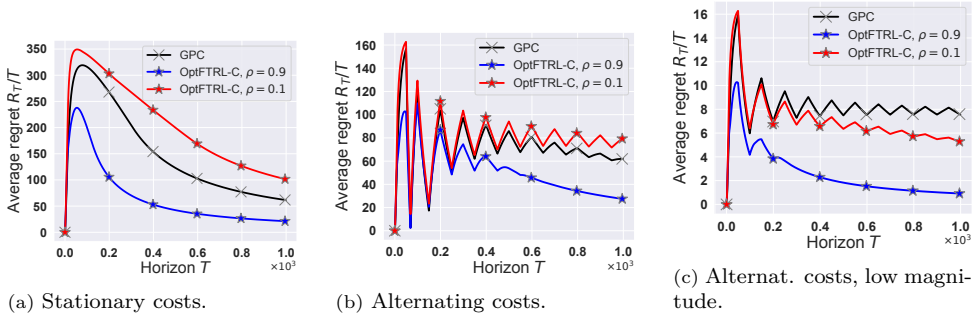 Average regret R_T/T
350
300
250
200
150
100
50
0
GPC
OptFTRL-C, ρ = 0.9
OptFTRL-C, ρ = 0.1
0.0 0.2 0.4 0.6 0.8 1.0
Horizon T
×10³
(a) Stationary costs.
Average regret R_T/T
160
140
120
100
80
60
40
20
0
GPC
OptFTRL-C, ρ = 0.9
OptFTRL-C, ρ = 0.1
0.0 0.2 0.4 0.6 0.8 1.0
Horizon T
×10³
(b) Alternating costs.
Average regret R_T/T
16
14
12
10
8
6
4
2
0
GPC
OptFTRL-C, ρ = 0.9
OptFTRL-C, ρ = 0.1
0.0 0.2 0.4 0.6 0.8 1.0
Horizon T
×10³
(c) Alternat. costs, low magni-
tude.